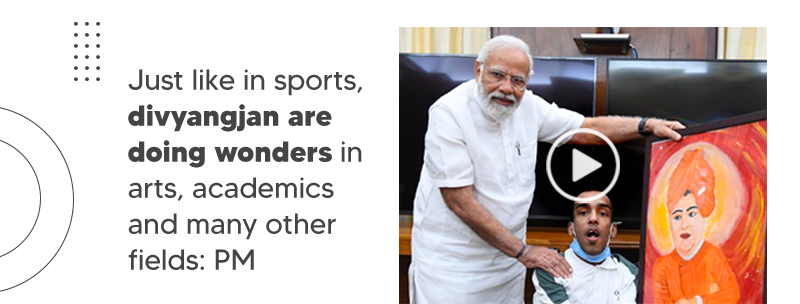 Just like in sports,
divyangjan are
doing wonders in
arts, academics
and many other
fields: PM